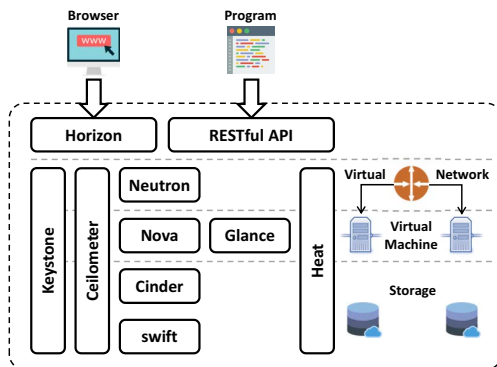 Browser
Program
WWW
Horizon
RESTful API
Keystone
Ceilometer
Neutron
Nova
Glance
Cinder
swift
Heat
Virtual
Network
Virtual
Machine
Storage